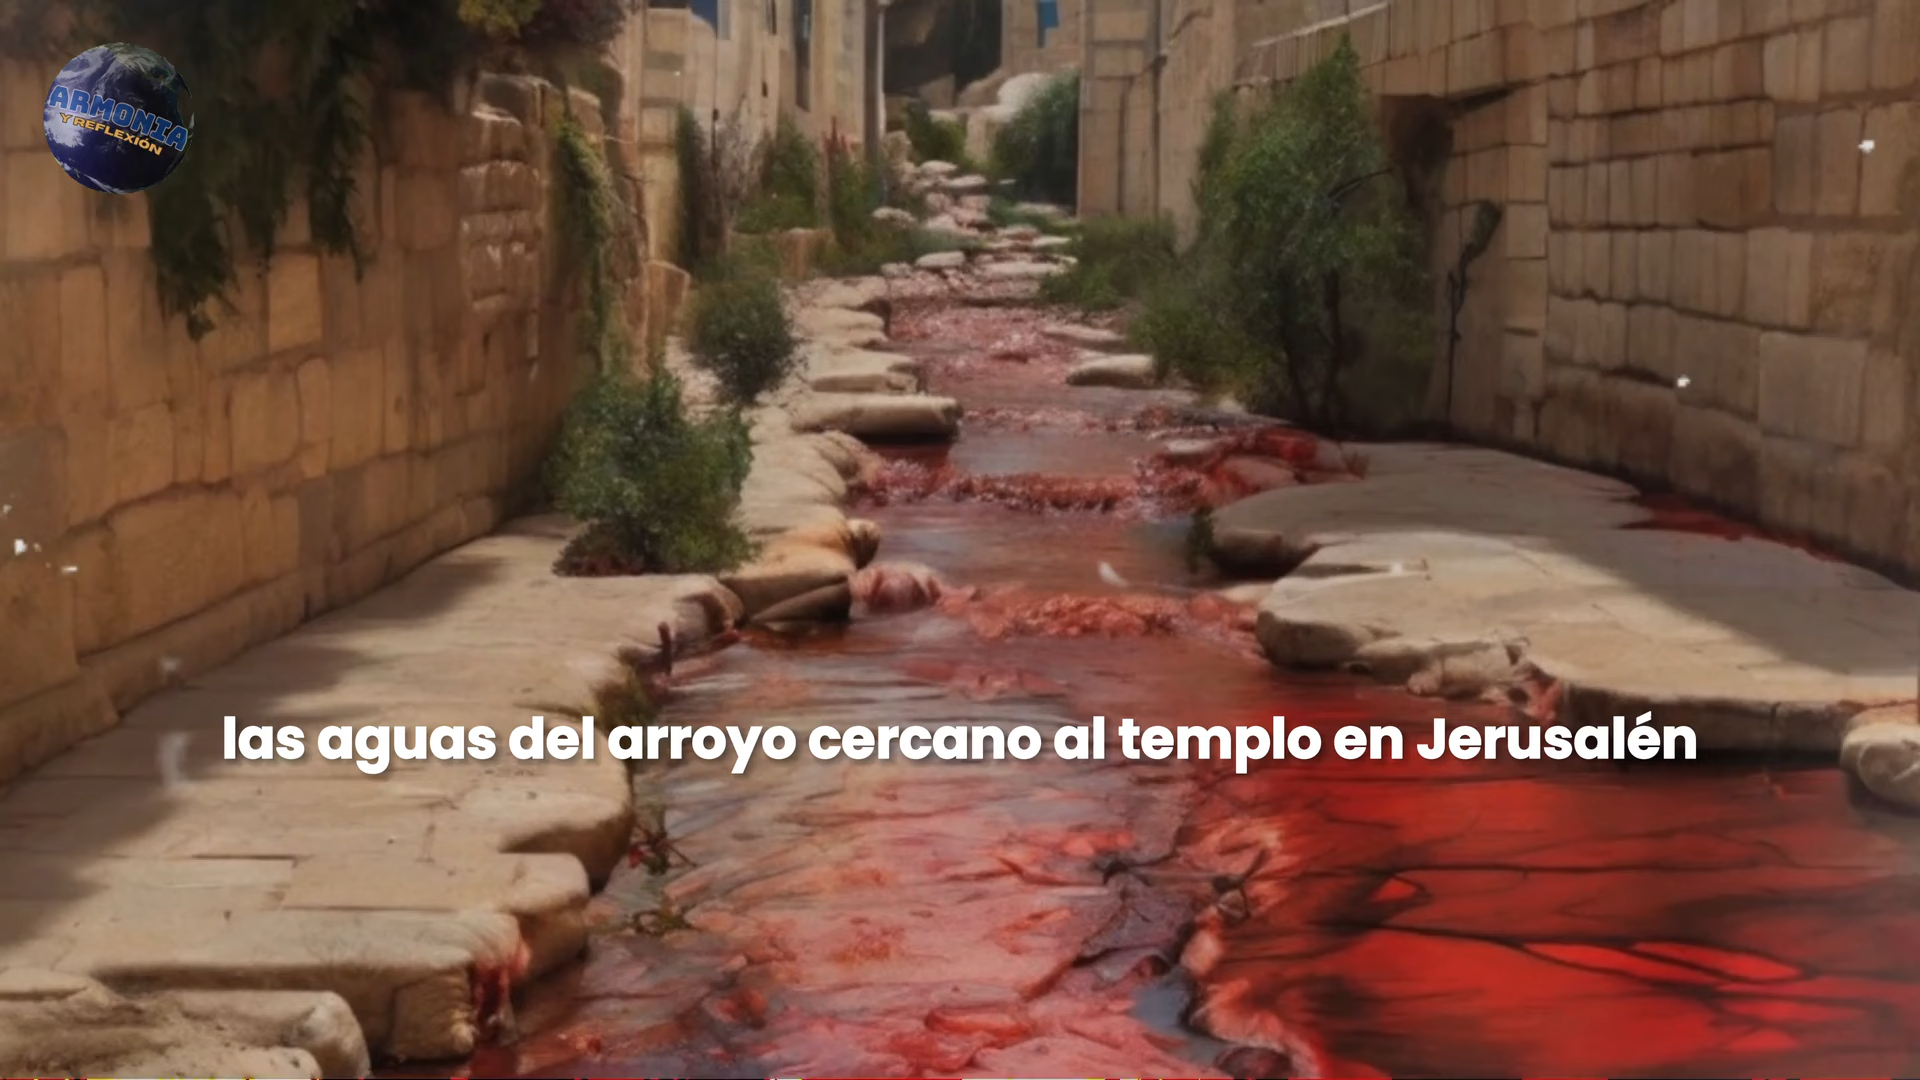 ARMONIA
Y REFLEXIÓN
las aguas del arroyo cercano al templo en Jerusalén